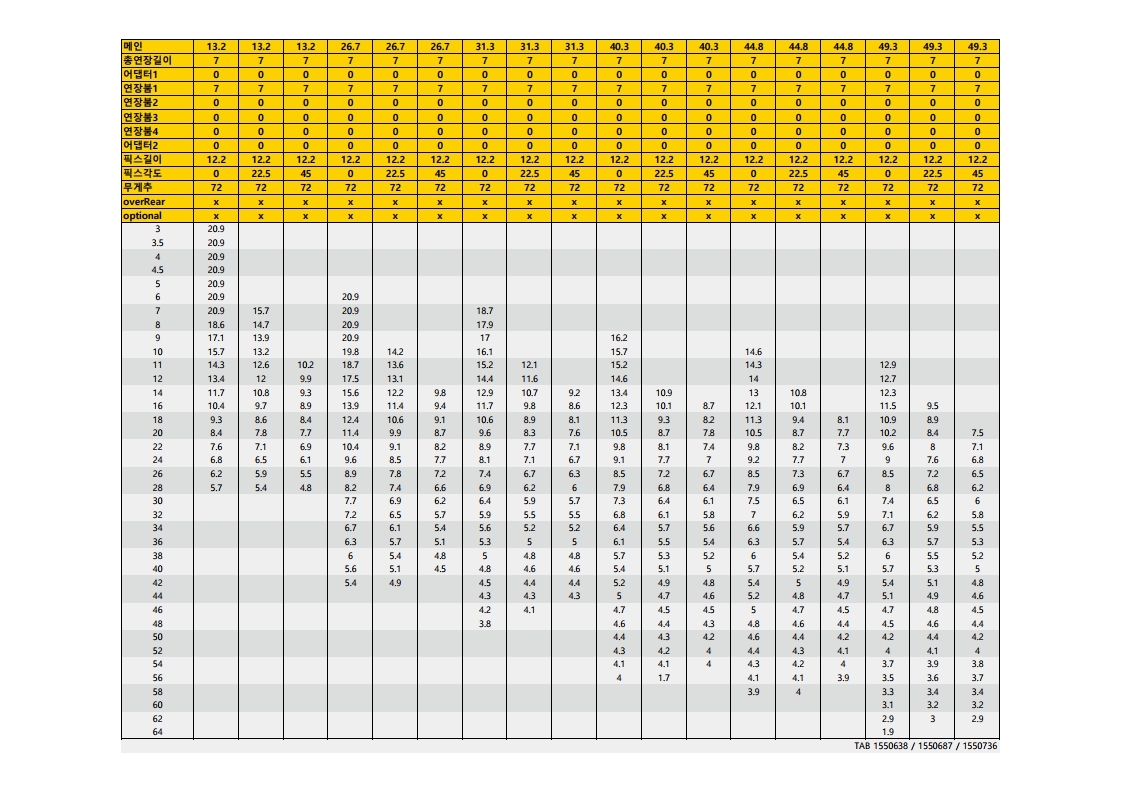 메인 13.2 13.2 13.2 26.7 26.7 26.7 31.3 31.3 31.3 40.3 40.3 40.3 44.8 44.8 44.8 49.3 49.3 49.3
총연장길이 7 7 7 7 7 7 7 7 7 7 7 7 7 7 7 7 7 7
어댑터1 0 0 0 0 0 0 0 0 0 0 0 0 0 0 0 0 0 0
연장붐1 7 7 7 7 7 7 7 7 7 7 7 7 7 7 7 7 7 7
연장붐2 0 0 0 0 0 0 0 0 0 0 0 0 0 0 0 0 0 0
연장붐3 0 0 0 0 0 0 0 0 0 0 0 0 0 0 0 0 0 0
연장붐4 0 0 0 0 0 0 0 0 0 0 0 0 0 0 0 0 0 0
어댑터2 0 0 0 0 0 0 0 0 0 0 0 0 0 0 0 0 0 0
픽스길이 12.2 12.2 12.2 12.2 12.2 12.2 12.2 12.2 12.2 12.2 12.2 12.2 12.2 12.2 12.2 12.2 12.2 12.2
픽스각도 0 22.5 45 0 22.5 45 0 22.5 45 0 22.5 45 0 22.5 45 0 22.5 45
무게추 72 72 72 72 72 72 72 72 72 72 72 72 72 72 72 72 72 72
overRear x x x x x x x x x x x x x x x x x x
optional x x x x x x x x x x x x x x x x x x
3 20.9
3.5 20.9
4 20.9
4.5 20.9
5 20.9
6 20.9 20.9
7 20.9 15.7 20.9 18.7
8 18.6 14.7 20.9 17.9
9 17.1 13.9 20.9 17 16.2
10 15.7 13.2 19.8 14.2 16.1 15.7 14.6
11 14.3 12.6 10.2 18.7 13.6 15.2 12.1 15.2 14.3 12.9
12 13.4 12 9.9 17.5 13.1 14.4 11.6 14.6 14 12.7
14 11.7 10.8 9.3 15.6 12.2 9.8 12.9 10.7 9.2 13.4 10.9 13 10.8 12.3
16 10.4 9.7 8.9 13.9 11.4 9.4 11.7 9.8 8.6 12.3 10.1 8.7 12.1 10.1 11.5 9.5
18 9.3 8.6 8.4 12.4 10.6 9.1 10.6 8.9 8.1 11.3 9.3 8.2 11.3 9.4 8.1 10.9 8.9
20 8.4 7.8 7.7 11.4 9.9 8.7 9.6 8.3 7.6 10.5 8.7 7.8 10.5 8.7 7.7 10.2 8.4 7.5
22 7.6 7.1 6.9 10.4 9.1 8.2 8.9 7.7 7.1 9.8 8.1 7.4 9.8 8.2 7.3 9.6 8 7.1
24 6.8 6.5 6.1 9.6 8.5 7.7 8.1 7.1 6.7 9.1 7.7 7 9.2 7.7 7 9 7.6 6.8
26 6.2 5.9 5.5 8.9 7.8 7.2 7.4 6.7 6.3 8.5 7.2 6.7 8.5 7.3 6.7 8.5 7.2 6.5
28 5.7 5.4 4.8 8.2 7.4 6.6 6.9 6.2 6 7.9 6.8 6.4 7.9 6.9 6.4 8 6.8 6.2
30 7.7 6.9 6.2 6.4 5.9 5.7 7.3 6.4 6.1 7.5 6.5 6.1 7.4 6.5 6
32 7.2 6.5 5.7 5.9 5.5 5.5 6.8 6.1 5.8 7 6.2 5.9 7.1 6.2 5.8
34 6.7 6.1 5.4 5.6 5.2 5.2 6.4 5.7 5.6 6.6 5.9 5.7 6.7 5.9 5.5
36 6.3 5.7 5.1 5.3 5 5 6.1 5.5 5.4 6.3 5.7 5.4 6.3 5.7 5.3
38 6 5.4 4.8 5 4.8 4.8 5.7 5.3 5.2 6 5.4 5.2 6 5.5 5.2
40 5.6 5.1 4.5 4.8 4.6 4.6 5.4 5.1 5 5.7 5.2 5.1 5.7 5.3 5
42 5.4 4.9 4.5 4.4 4.4 5.2 4.9 4.8 5.4 5 4.9 5.4 5.1 4.8
44 4.3 4.3 4.3 5 4.7 4.6 5.2 4.8 4.7 5.1 4.9 4.6
46 4.2 4.1 4.7 4.5 4.5 5 4.7 4.5 4.7 4.8 4.5
48 3.8 4.6 4.4 4.3 4.8 4.6 4.4 4.5 4.6 4.4
50 4.4 4.3 4.2 4.6 4.4 4.2 4.2 4.4 4.2
52 4.3 4.2 4 4.4 4.3 4.1 4 4.1 4
54 4.1 4.1 4 4.3 4.2 4 3.7 3.9 3.8
56 4 1.7 4.1 4.1 3.9 3.5 3.6 3.7
58 3.9 4 3.3 3.4 3.4
60 3.1 3.2 3.2
62 2.9 3 2.9
64 1.9
TAB 1550638 / 1550687 / 1550736